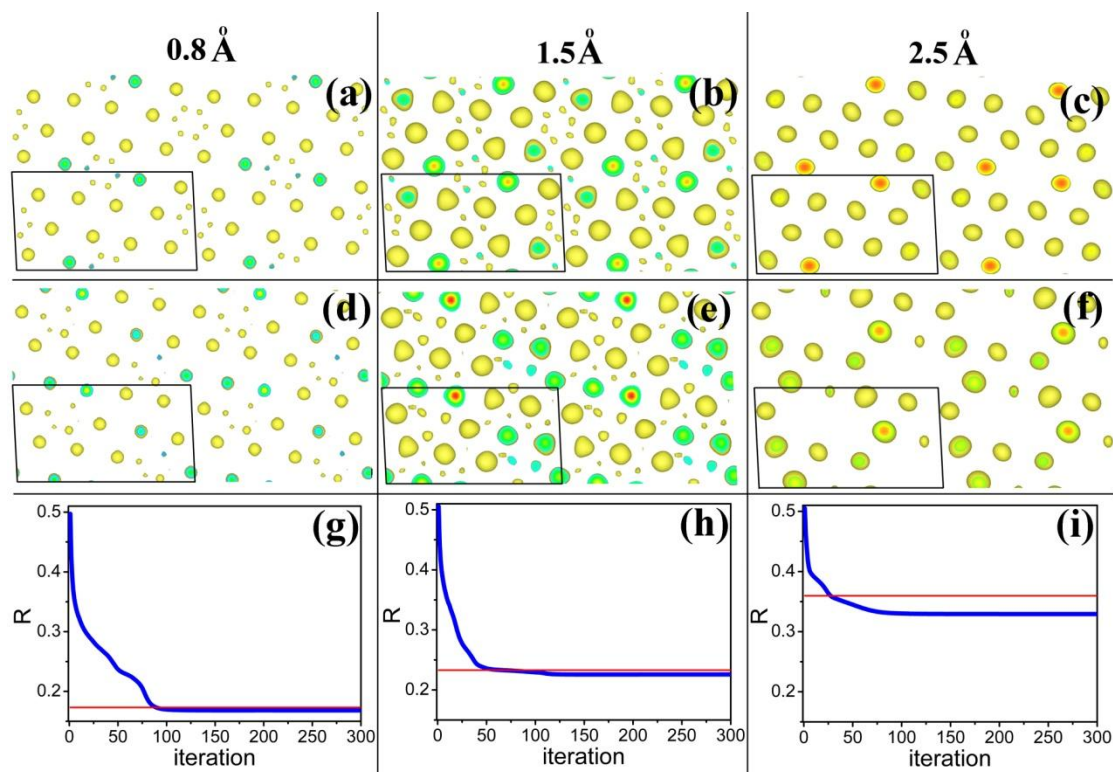 0.8 Å 1.5 Å 2.5 Å
(a) (b) (c)
(d) (e) (f)
(g) (h) (i)
0.5 0.5 0.5
0.4 0.4 0.4
R R R
0.3 0.3 0.3
0.2 0.2 0.2
0 50 100 150 200 250 300 0 50 100 150 200 250 300 0 50 100 150 200 250 300
iteration iteration iteration